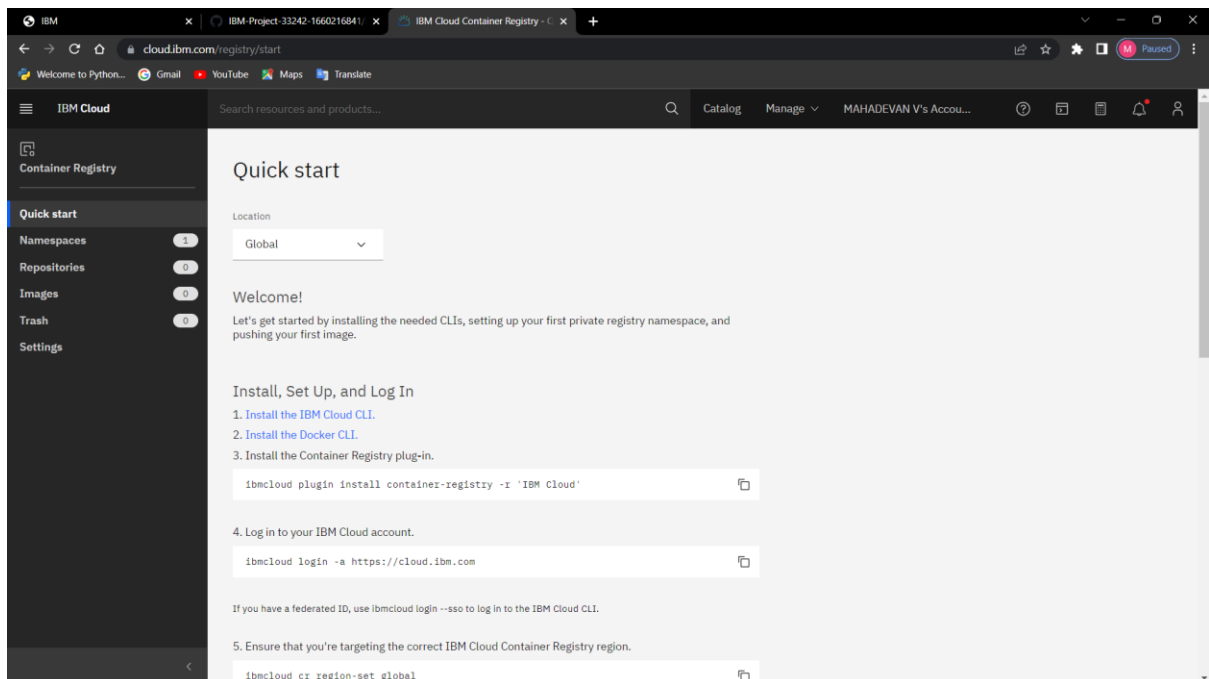 IBM
IBM-Project-33242-1660216841/
IBM Cloud Container Registry - C
cloud.ibm.com/registry/start
M Paused
Welcome to Python...
Gmail
YouTube
Maps
Translate
IBM Cloud
Search resources and products...
Catalog
Manage
MAHADEVAN V's Accou...
Container Registry
Quick start
Namespaces 1
Repositories 0
Images 0
Trash 0
Settings
Quick start
Location
Global
Welcome!
Let's get started by installing the needed CLIs, setting up your first private registry namespace, and
pushing your first image.
Install, Set Up, and Log In
1. Install the IBM Cloud CLI.
2. Install the Docker CLI.
3. Install the Container Registry plug-in.
ibmcloud plugin install container-registry -r 'IBM Cloud'
4. Log in to your IBM Cloud account.
ibmcloud login -a https://cloud.ibm.com
If you have a federated ID, use ibmcloud login --sso to log in to the IBM Cloud CLI.
5. Ensure that you're targeting the correct IBM Cloud Container Registry region.
ibmcloud cr region-set global